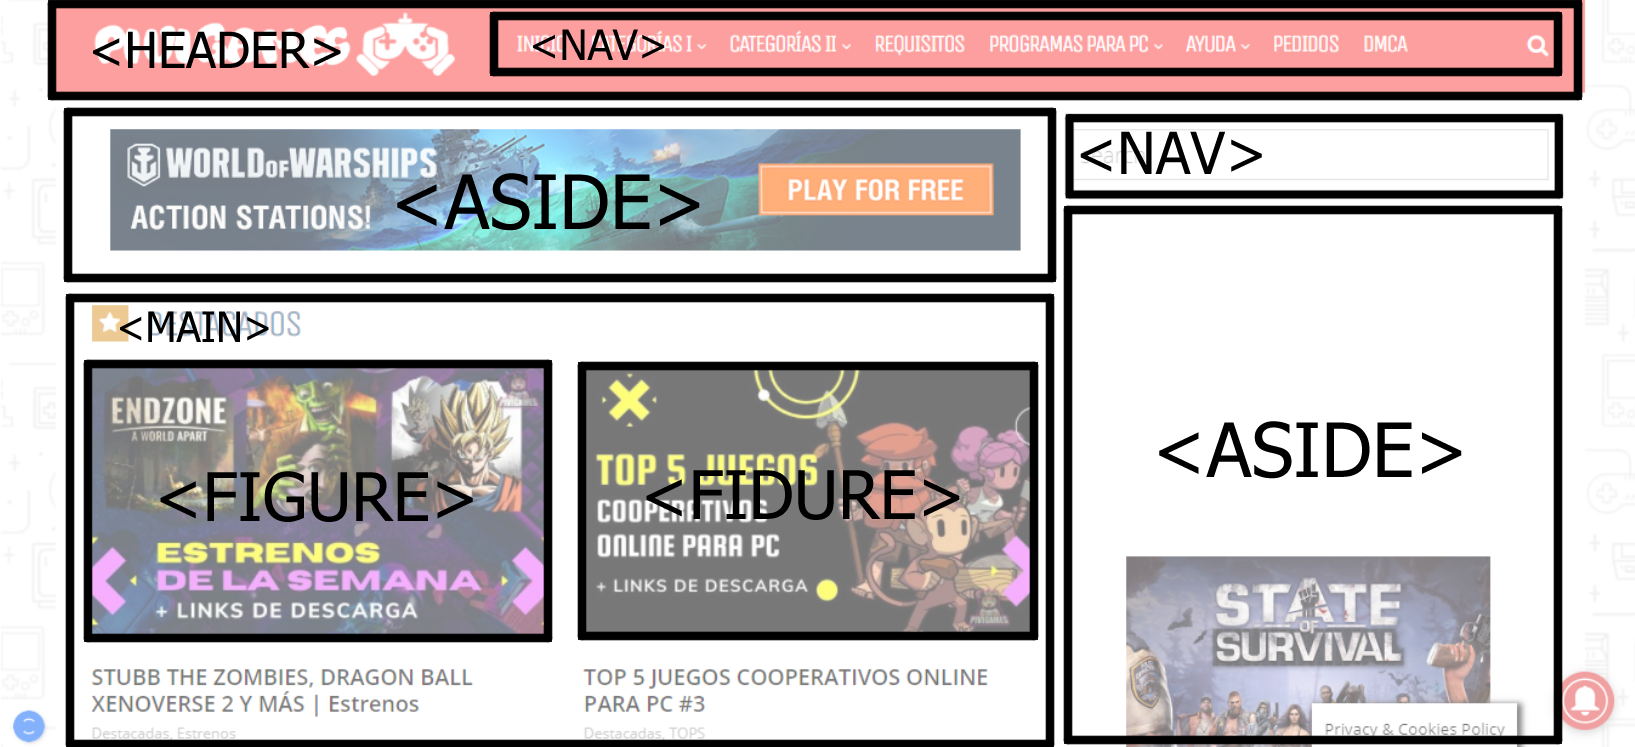 <HEADER>
<NAV>
CATEGORÍAS II
REQUISITOS
PROGRAMAS PARA PC
AYUDA
PEDIDOS
DMCA
WORLD OF WARSHIPS
ACTION STATIONS!
PLAY FOR FREE
<ASIDE>
<NAV>
<MAIN>
ENDZONE
A WORLD APART
<FIGURE>
ESTRENOS
DE LA SEMANA
+ LINKS DE DESCARGA
TOP 5 JUEGOS
<FIDURE>
COOPERATIVOS
ONLINE PARA PC
+ LINKS DE DESCARGA
STUBB THE ZOMBIES, DRAGON BALL
XENOVERSE 2 Y MÁS | Estrenos
Destacadas, Estrenos
TOP 5 JUEGOS COOPERATIVOS ONLINE
PARA PC #3
Destacadas, TOPS
<ASIDE>
STATE
OF
SURVIVAL
Privacy & Cookies Policy